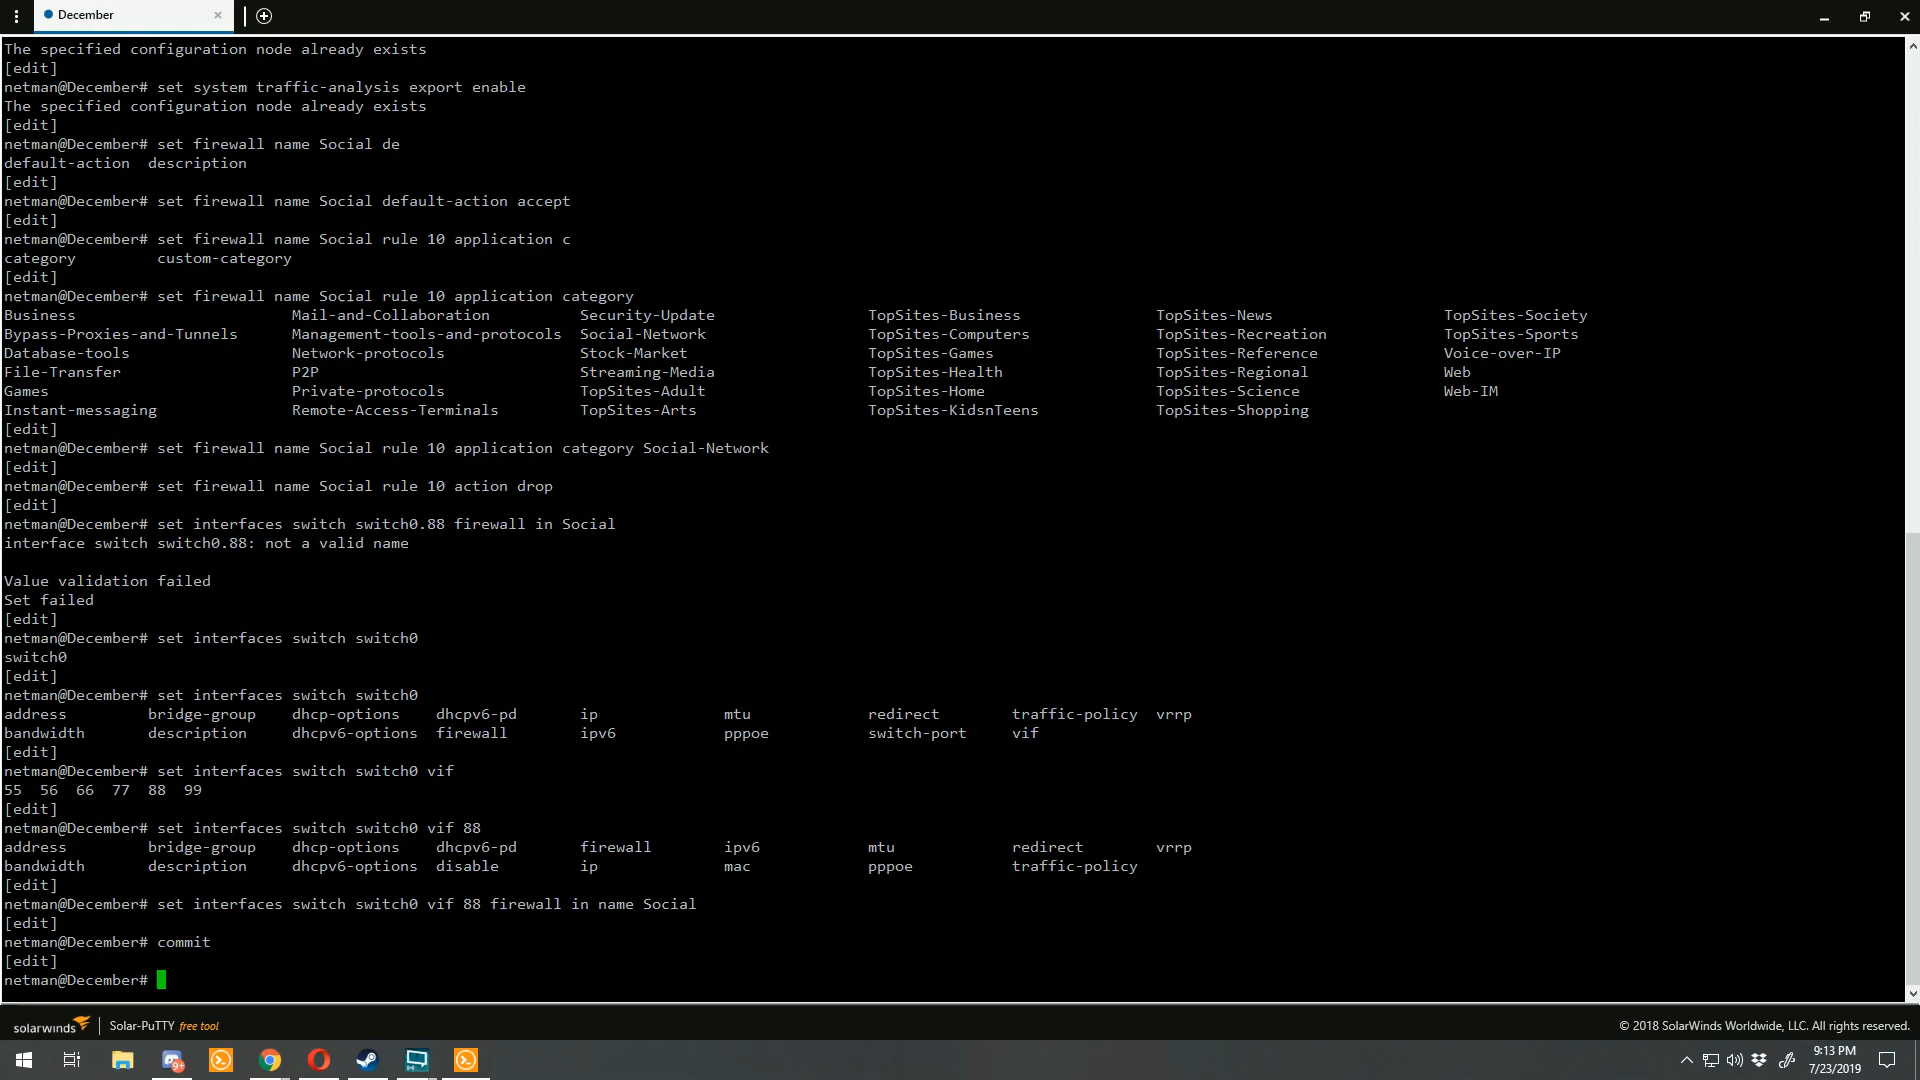 December
The specified configuration node already exists
[edit]
netman@December# set system traffic-analysis export enable
The specified configuration node already exists
[edit]
netman@December# set firewall name Social de
default-action  description
[edit]
netman@December# set firewall name Social default-action accept
[edit]
netman@December# set firewall name Social rule 10 application c
category         custom-category
[edit]
netman@December# set firewall name Social rule 10 application category
Business                        Mail-and-Collaboration          Security-Update                 TopSites-Business               TopSites-News                   TopSites-Society
Bypass-Proxies-and-Tunnels      Management-tools-and-protocols  Social-Network                  TopSites-Computers              TopSites-Recreation             TopSites-Sports
Database-tools                  Network-protocols               Stock-Market                    TopSites-Games                  TopSites-Reference              Voice-over-IP
File-Transfer                   P2P                             Streaming-Media                 TopSites-Health                 TopSites-Regional               Web
Games                           Private-protocols               TopSites-Adult                  TopSites-Home                   TopSites-Science                Web-IM
Instant-messaging               Remote-Access-Terminals         TopSites-Arts                   TopSites-KidsnTeens             TopSites-Shopping
[edit]
netman@December# set firewall name Social rule 10 application category Social-Network
[edit]
netman@December# set firewall name Social rule 10 action drop
[edit]
netman@December# set interfaces switch switch0.88 firewall in Social
interface switch switch0.88: not a valid name
Value validation failed
Set failed
[edit]
netman@December# set interfaces switch switch0
switch0
[edit]
netman@December# set interfaces switch switch0
address         bridge-group    dhcp-options    dhcpv6-pd       ip              mtu             redirect        traffic-policy  vrrp
bandwidth       description     dhcpv6-options  firewall        ipv6            pppoe           switch-port     vif
[edit]
netman@December# set interfaces switch switch0 vif
55  56  66  77  88  99
[edit]
netman@December# set interfaces switch switch0 vif 88
address         bridge-group    dhcp-options    dhcpv6-pd       firewall        ipv6            mtu             redirect        vrrp
bandwidth       description     dhcpv6-options  disable         ip              mac             pppoe           traffic-policy
[edit]
netman@December# set interfaces switch switch0 vif 88 firewall in name Social
[edit]
netman@December# commit
[edit]
netman@December#
solarwinds | Solar-PuTTY free tool
© 2018 SolarWinds Worldwide, LLC. All rights reserved.
9+
9:13 PM
7/23/2019